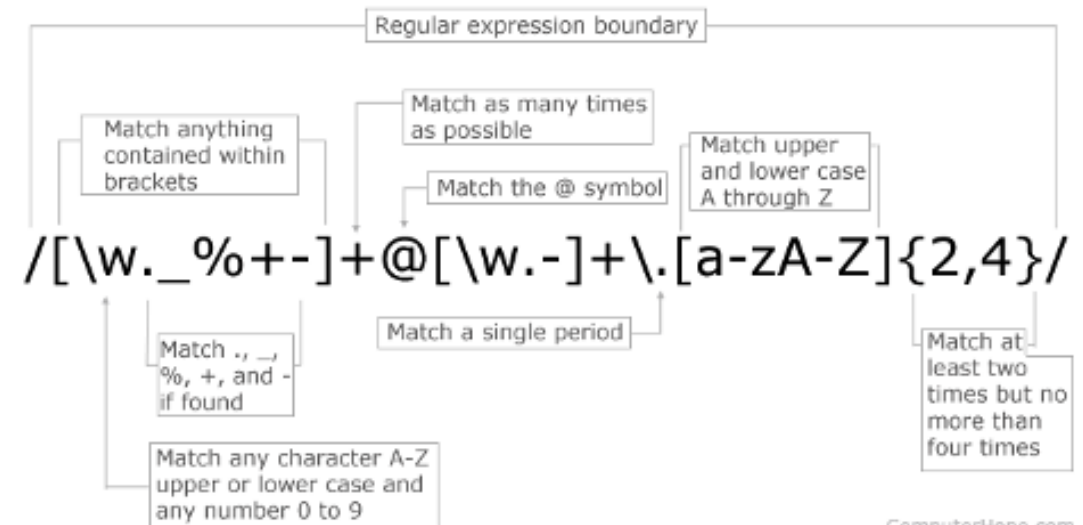 Regular expression boundary
Match as many times
as possible
Match anything
contained within
brackets
Match upper
and lower case
A through Z
Match the @ symbol
/[\w._%+-]+@[\w.-]+\.[a-zA-Z]{2,4}/
Match a single period
Match ., _,
%, +, and -
if found
Match at
least two
times but no
more than
four times
Match any character A-Z
upper or lower case and
any number 0 to 9
ComputerHope.com